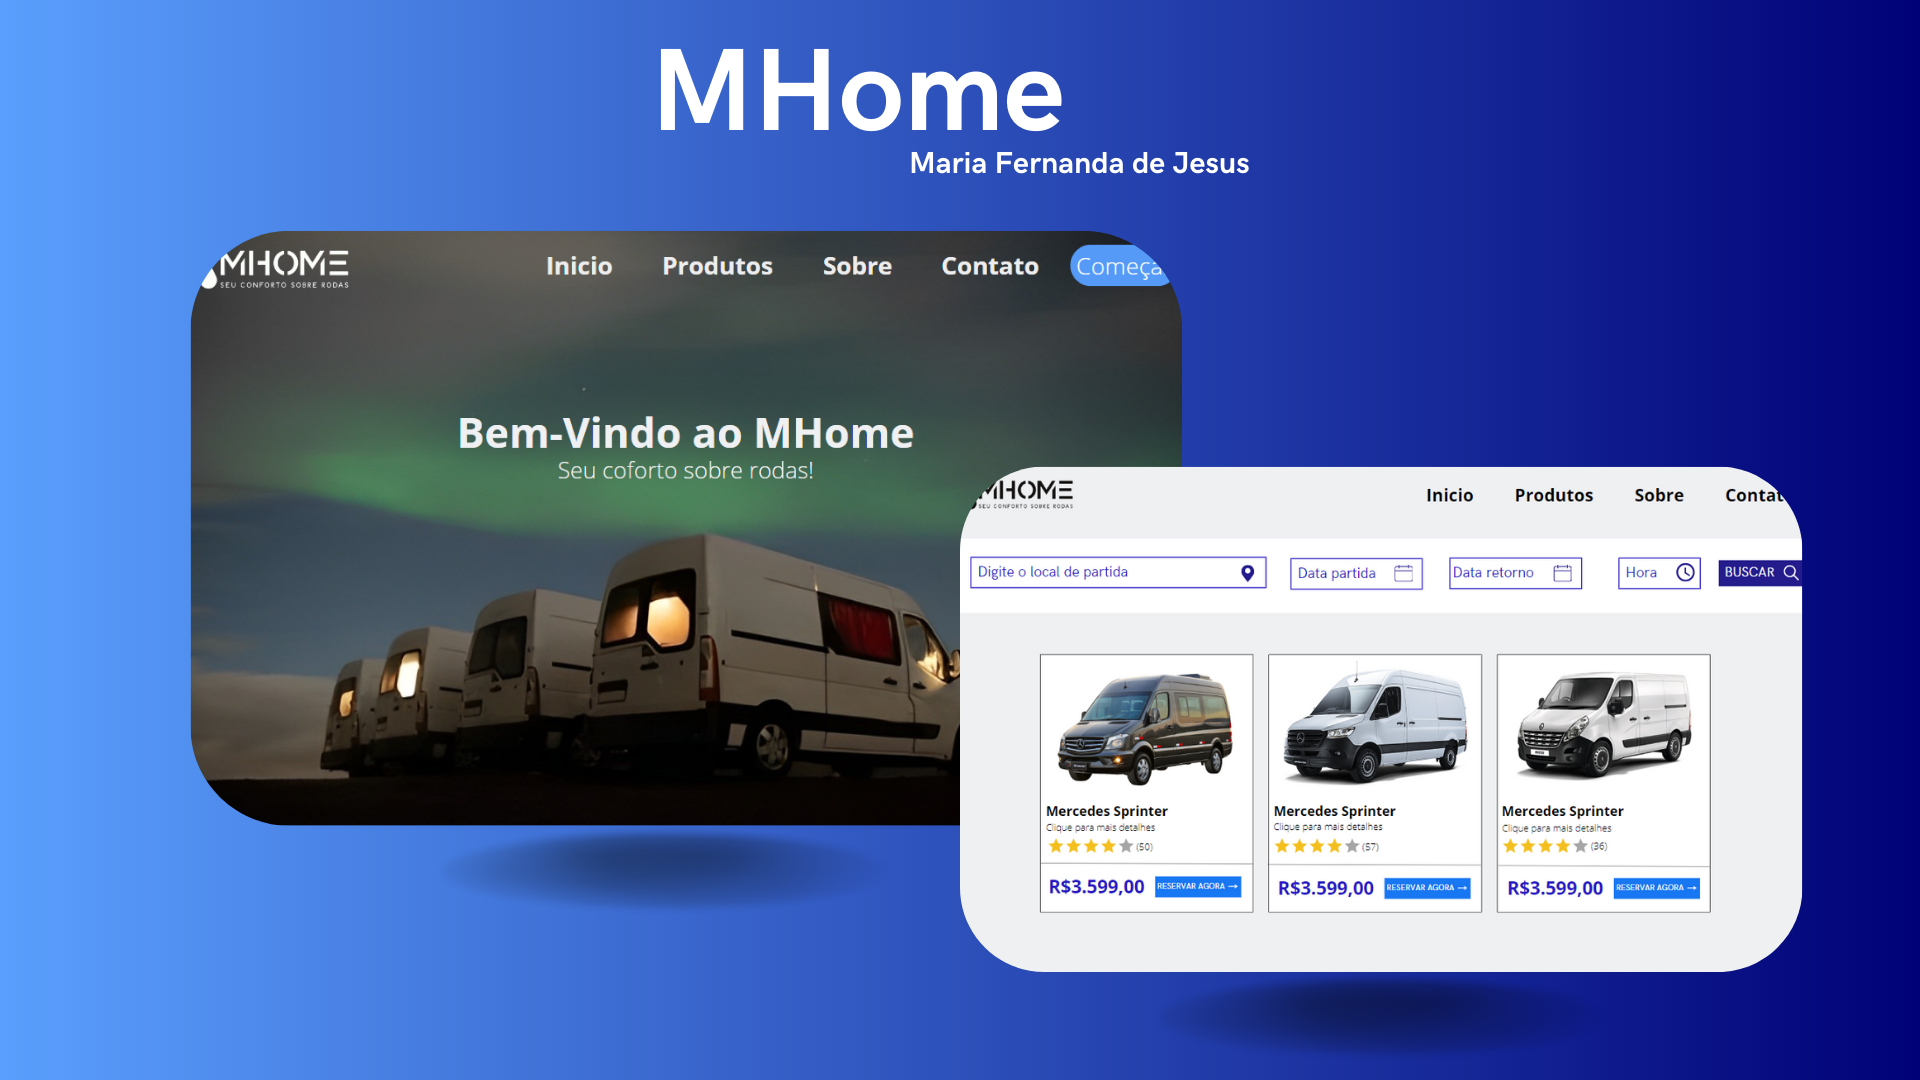 MHome
Maria Fernanda de Jesus
MHOME
SEU CONFORTO SOBRE RODAS
Inicio Produtos Sobre Contato Começa
Bem-Vindo ao MHome
Seu coforto sobre rodas!
MHOME
SEU CONFORTO SOBRE RODAS
Inicio Produtos Sobre Contat
Digite o local de partida Data partida Data retorno Hora BUSCAR
Mercedes Sprinter
Clique para mais detalhes
(50)
R$3.599,00 RESERVAR AGORA →
Mercedes Sprinter
Clique para mais detalhes
(57)
R$3.599,00 RESERVAR AGORA →
Mercedes Sprinter
Clique para mais detalhes
(36)
R$3.599,00 RESERVAR AGORA →